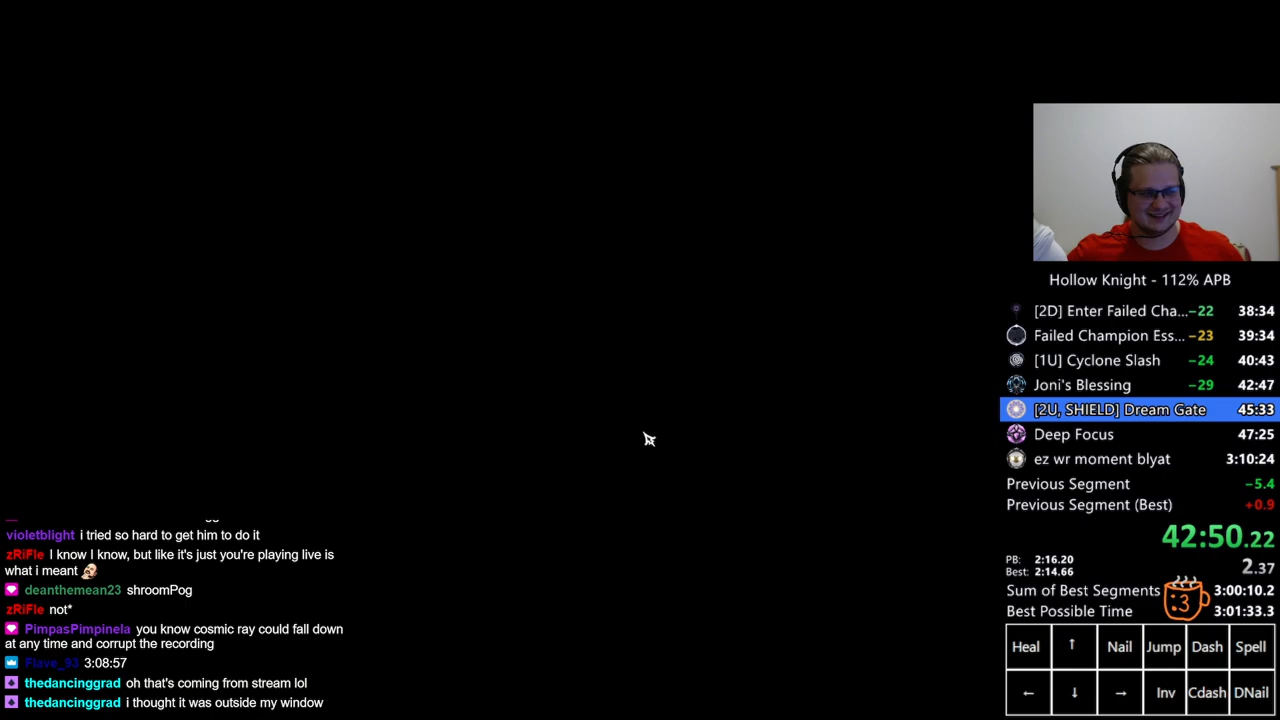 Hollow Knight - 112% APB
[2D] Enter Failed Cha... -22 38:34
Failed Champion Ess... -23 39:34
[1U] Cyclone Slash -24 40:43
Joni's Blessing -29 42:47
[2U, SHIELD] Dream Gate 45:33
Deep Focus 47:25
ez wr moment blyat 3:10:24
Previous Segment -5.4
Previous Segment (Best) +0.9
42:50.22
PB: 2:16.20
Best: 2:14.66
2.37
Sum of Best Segments 3:00:10.2
Best Possible Time 3:01:33.3
:3
Heal ↑ Nail Jump Dash Spell
← ↓ → Inv Cdash DNail
violetblight i tried so hard to get him to do it
zRiFle I know I know, but like it's just you're playing live is
what i meant
deanthemean23 shroomPog
zRiFle not*
PimpasPimpinela you know cosmic ray could fall down
at any time and corrupt the recording
Flave_93 3:08:57
thedancinggrad oh that's coming from stream lol
thedancinggrad i thought it was outside my window